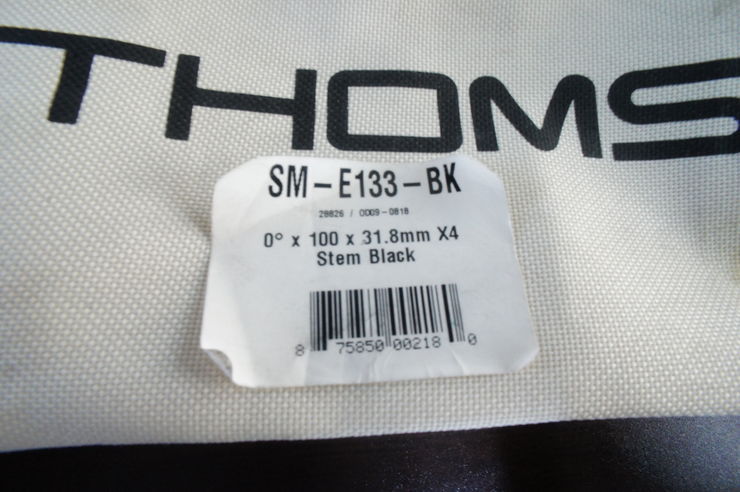 THOMS
SM-E133-BK
28826 / 0009-0818
0° x 100 x 31.8mm X4
Stem Black
8 75850 00218 0